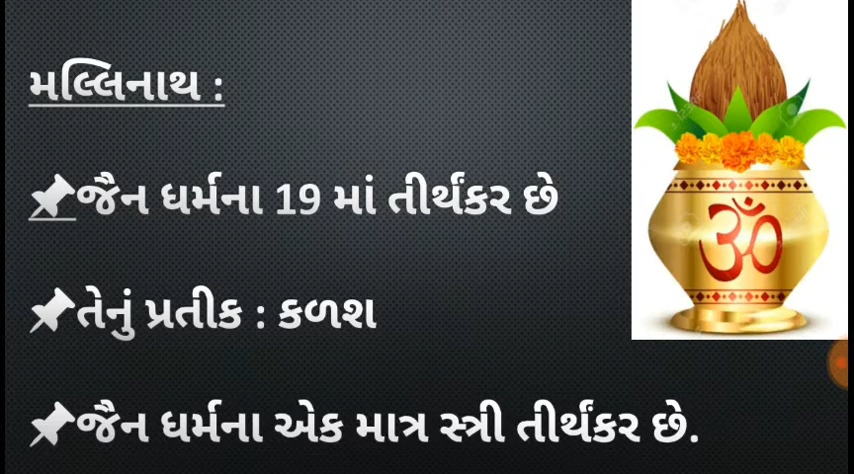 મલ્લિનાથ :
📌જૈન ધર્મના 19 માં તીર્થંકર છે
📌તેનું પ્રતીક : કળશ
📌જૈન ધર્મના એક માત્ર સ્ત્રી તીર્થંકર છે.
ૐ